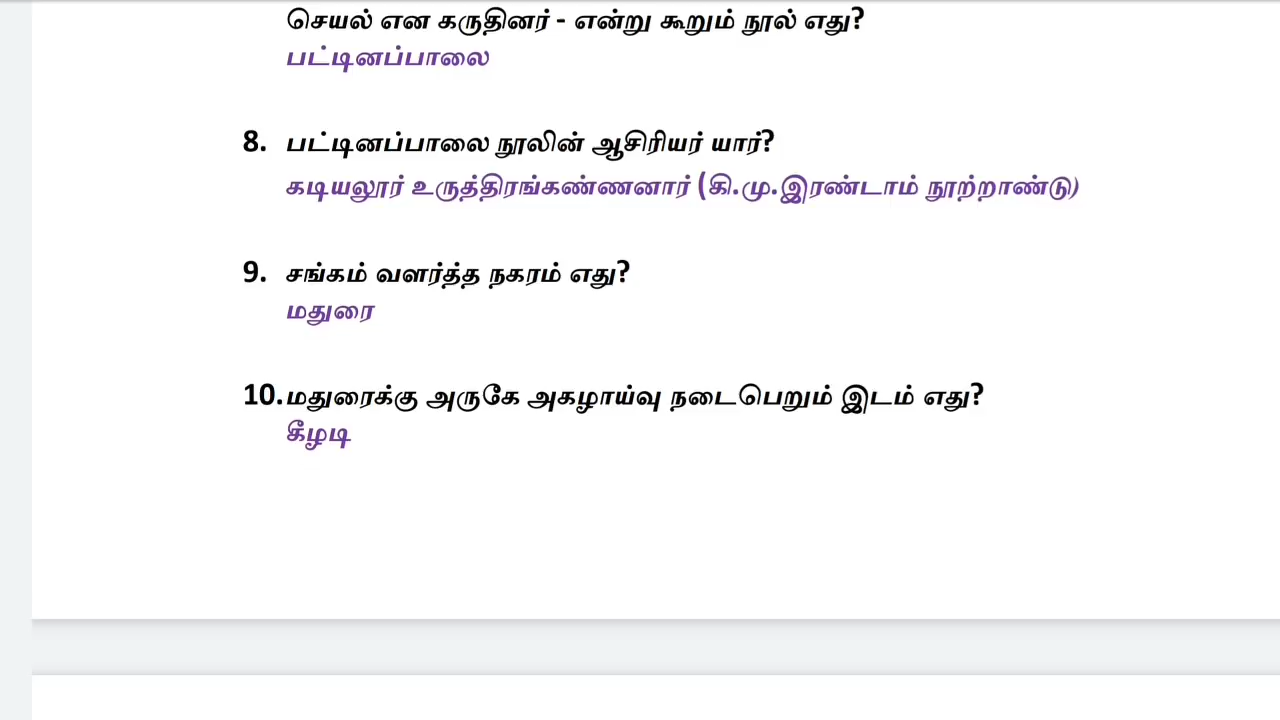 செயல் என கருதினர் - என்று கூறும் நூல் எது?
பட்டினப்பாலை
8. பட்டினப்பாலை நூலின் ஆசிரியர் யார்?
கடியலூர் உருத்திரங்கண்ணனார் (கி.மு.இரண்டாம் நூற்றாண்டு)
9. சங்கம் வளர்த்த நகரம் எது?
மதுரை
10. மதுரைக்கு அருகே அகழாய்வு நடைபெறும் இடம் எது?
கீழடி